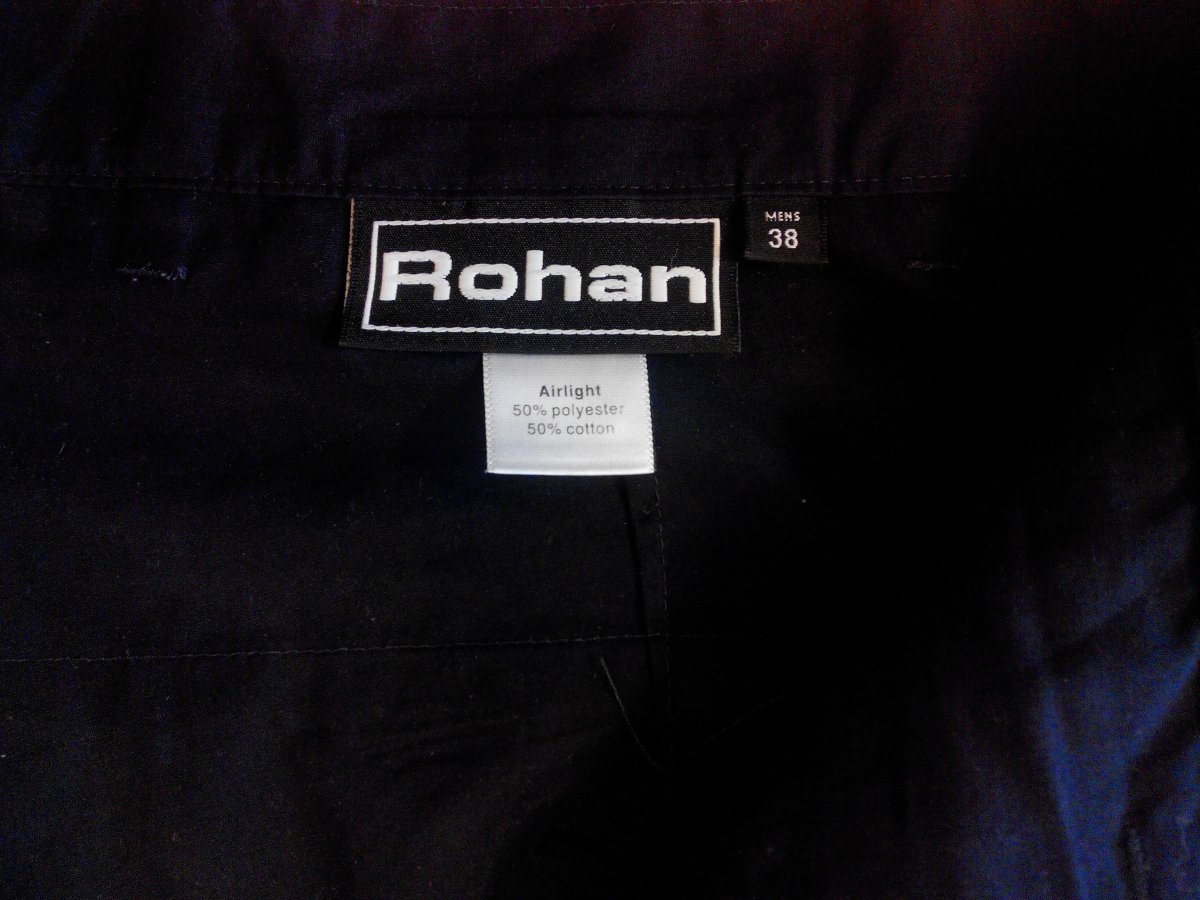 Rohan
MENS
38
Airlight
50% polyester
50% cotton